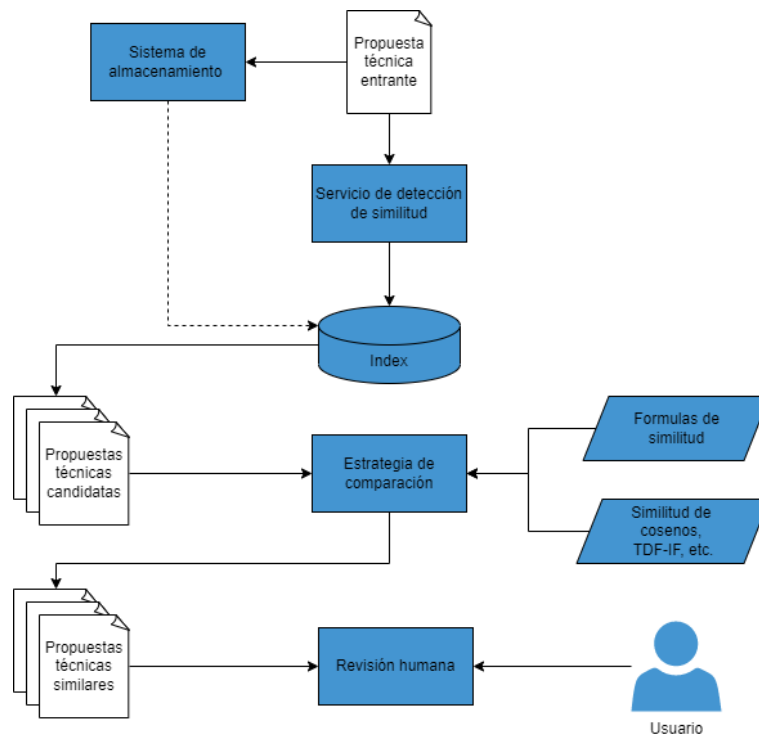 Sistema de
almacenamiento
Propuesta
técnica
entrante
Servicio de detección
de similitud
Index
Propuestas
técnicas
candidatas
Estrategia de
comparación
Formulas de
similitud
Similitud de
cosenos,
TDF-IF, etc.
Propuestas
técnicas
similares
Revisión humana
Usuario